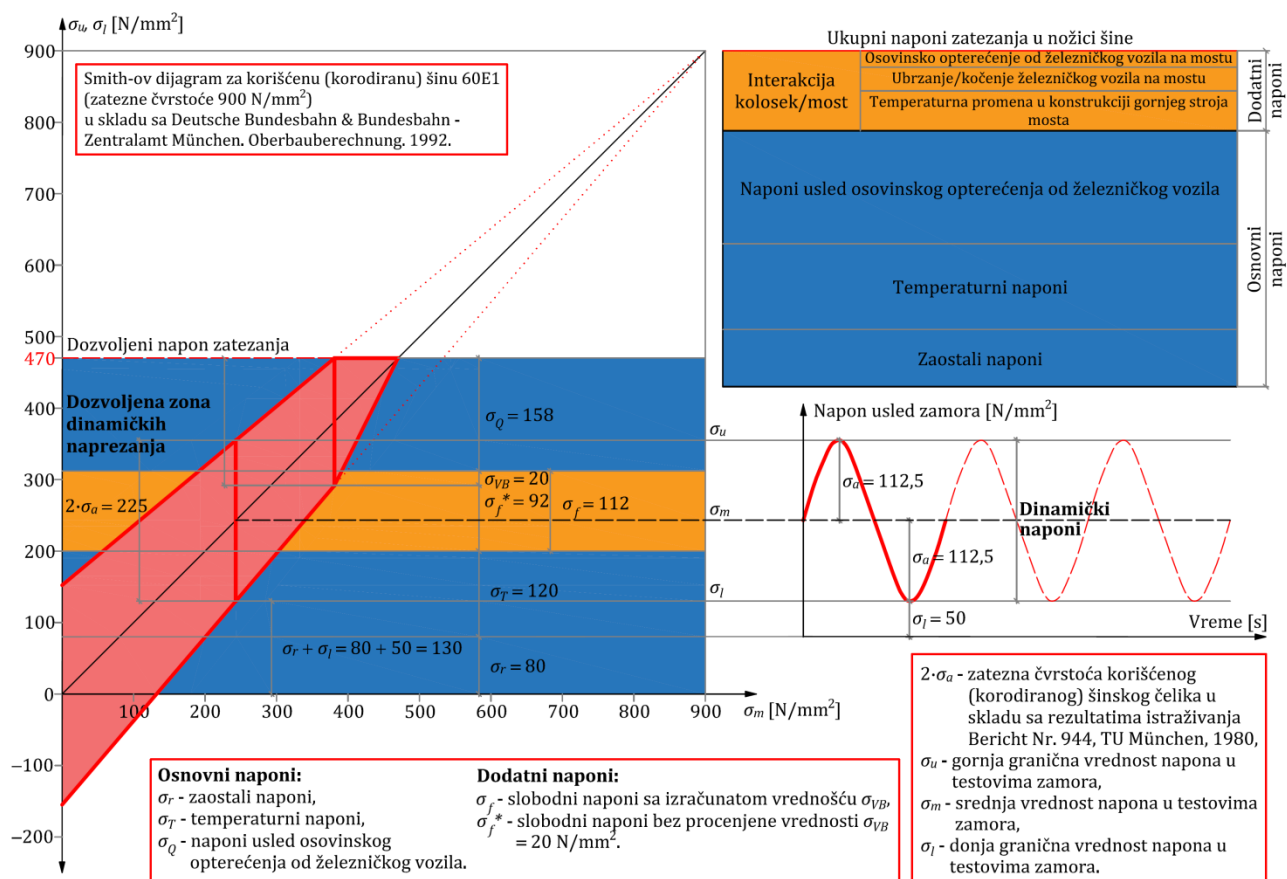 σu, σl [N/mm²]
900
800
700
600
500
470
400
300
200
100
0
−100
−200
Smith-ov dijagram za korišćenu (korodiranu) šinu 60E1
(zatezne čvrstoće 900 N/mm²)
u skladu sa Deutsche Bundesbahn & Bundesbahn -
Zentralamt München. Oberbauberechnung. 1992.
Dozvoljeni napon zatezanja
Dozvoljena zona
dinamičkih
naprezanja
2·σa = 225
σQ = 158
σVB = 20
σf* = 92
σf = 112
σT = 120
σr + σl = 80 + 50 = 130
σr = 80
σu
σm
σl
100 200 300 400 500 600 700 800 900
σm [N/mm²]
Ukupni naponi zatezanja u nožici šine
Interakcija
kolosek/most
Osovinsko opterećenje od železničkog vozila na mostu
Ubrzanje/kočenje železničkog vozila na mostu
Temperaturna promena u konstrukciji gornjeg stroja
mosta
Dodatni
naponi
Naponi usled osovinskog opterećenja od železničkog vozila
Temperaturni naponi
Zaostali naponi
Osnovni
naponi
Napon usled zamora [N/mm²]
σa = 112,5
Dinamički
naponi
σa = 112,5
σl = 50
Vreme [s]
Osnovni naponi:
σr - zaostali naponi,
σT - temperaturni naponi,
σQ - naponi usled osovinskog
opterećenja od železničkog vozila.
Dodatni naponi:
σf - slobodni naponi sa izračunatom vrednošću σVB,
σf* - slobodni naponi bez procenjene vrednosti σVB
= 20 N/mm².
2·σa - zatezna čvrstoća korišćenog
(korodiranog) šinskog čelika u
skladu sa rezultatima istraživanja
Bericht Nr. 944, TU München, 1980,
σu - gornja granična vrednost napona u
testovima zamora,
σm - srednja vrednost napona u testovima
zamora,
σl - donja granična vrednost napona u
testovima zamora.